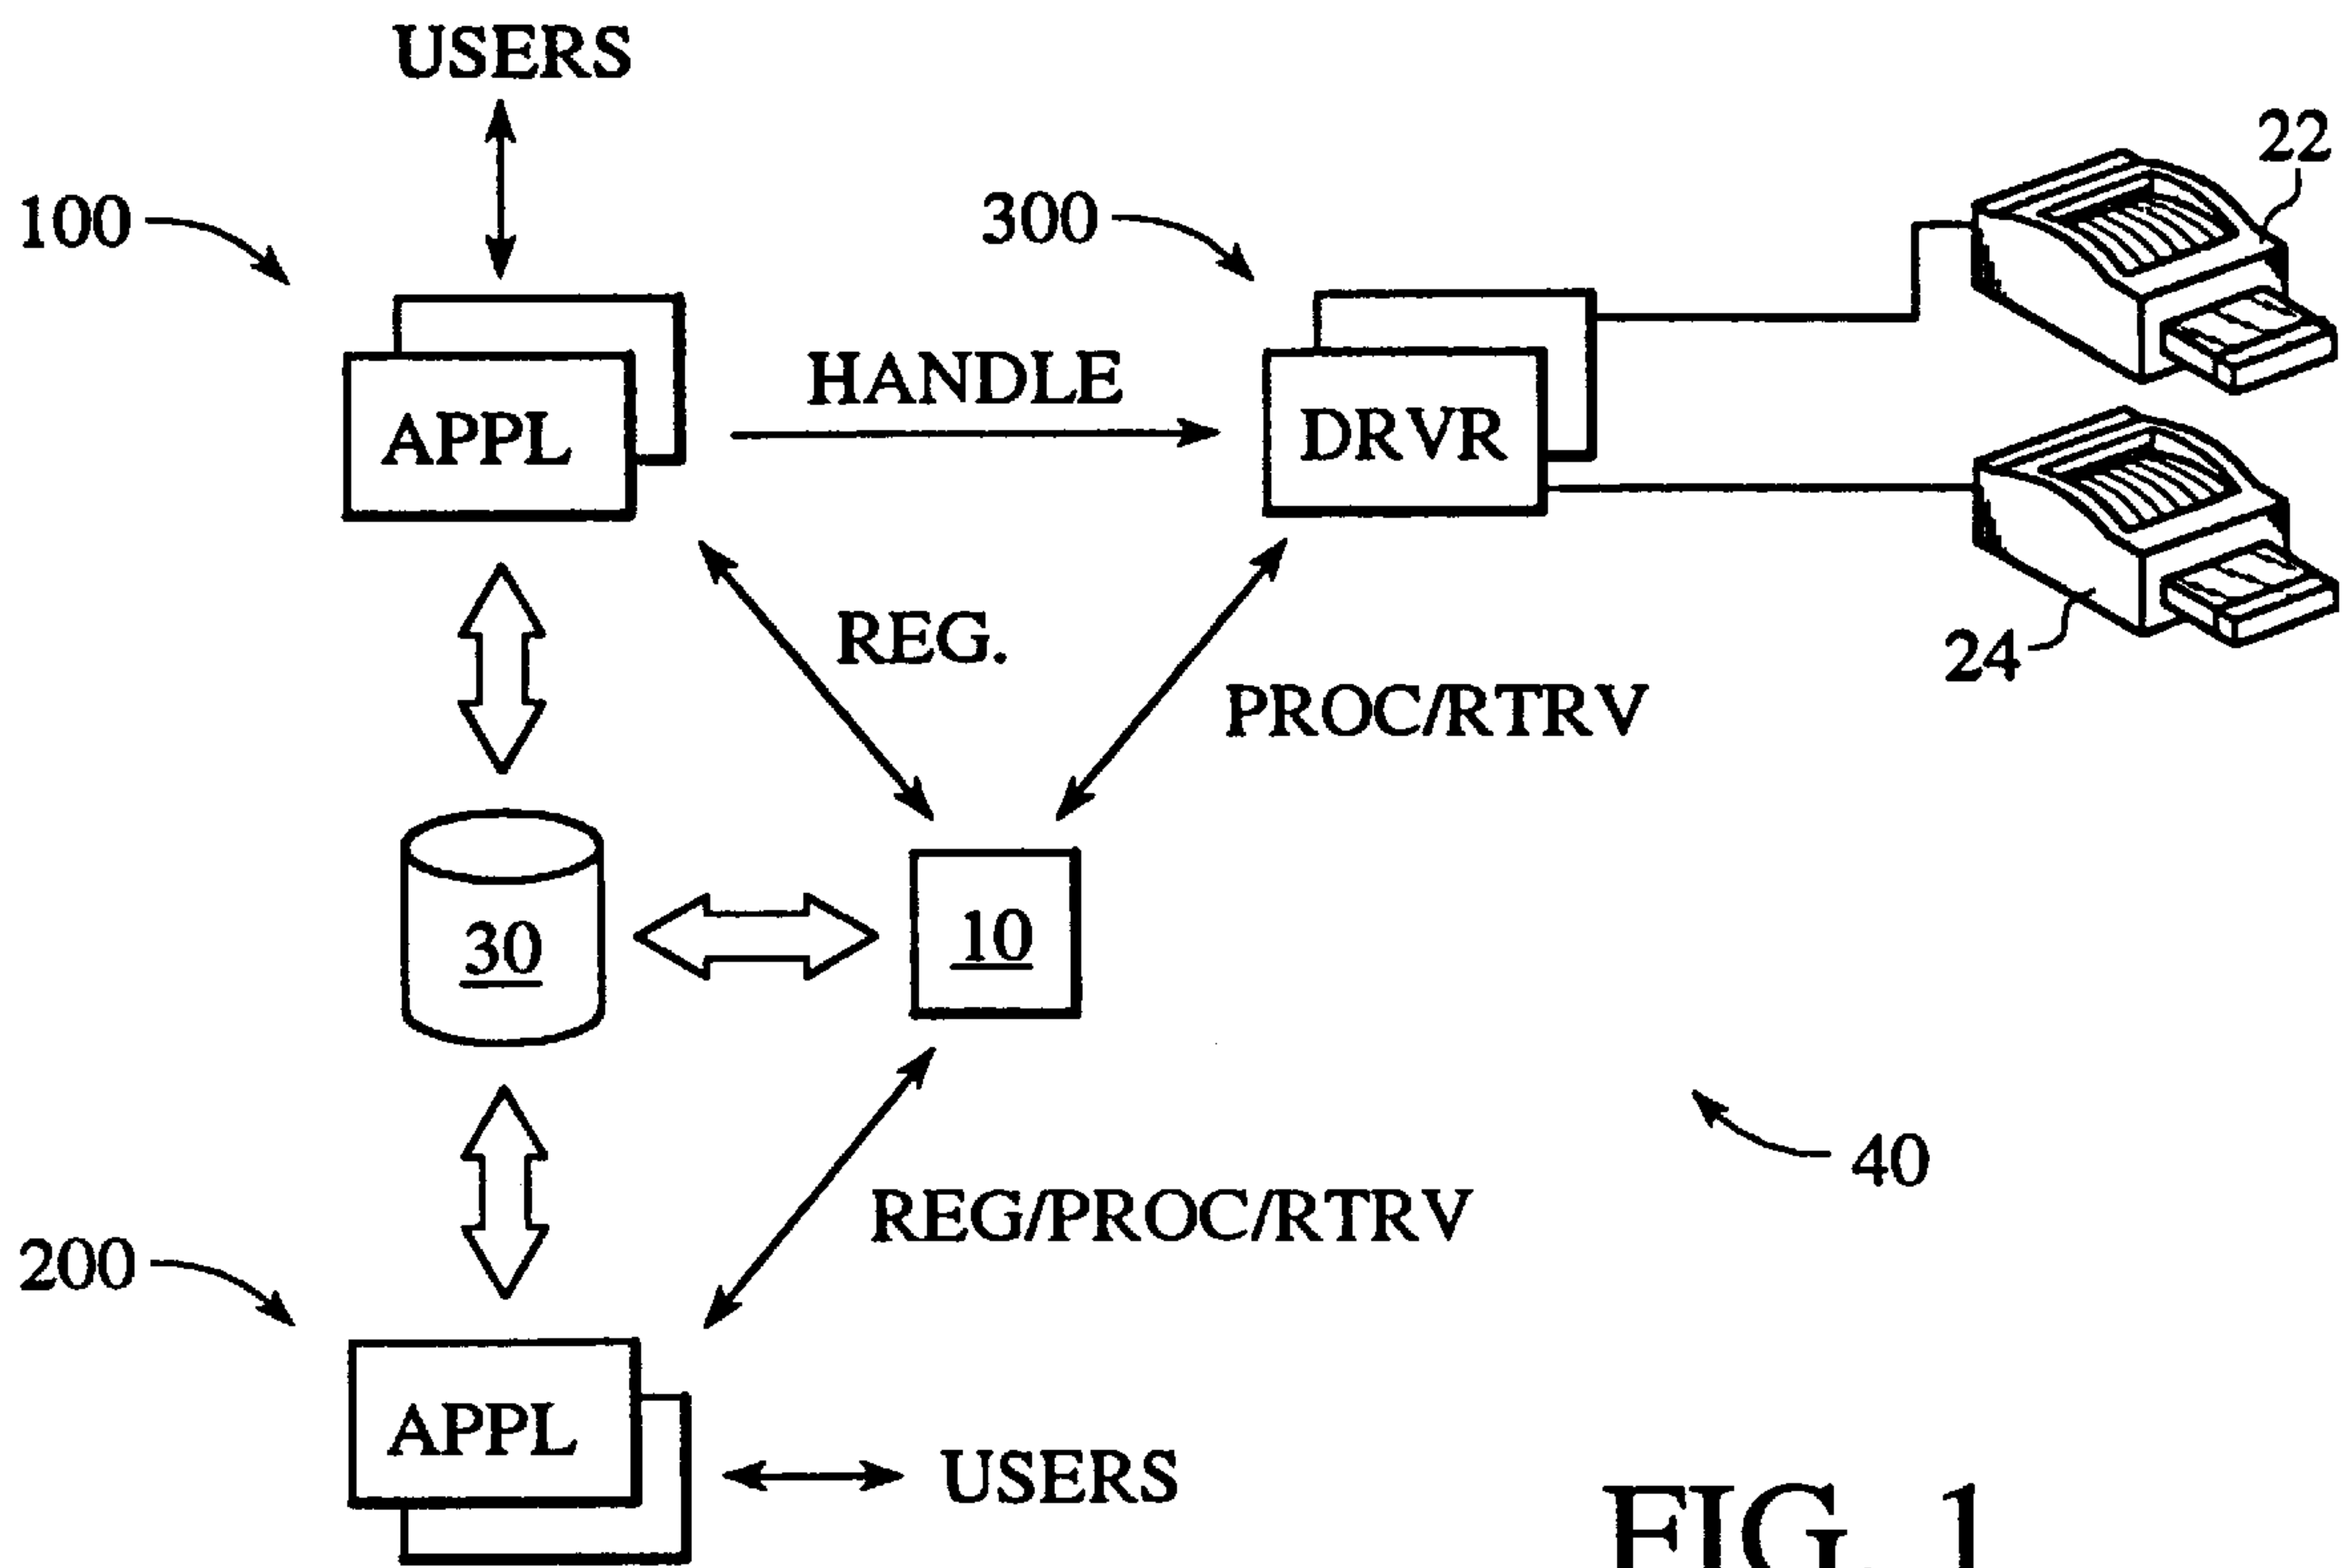 USERS
22
100
300
HANDLE
APPL
DRVR
REG.
24
PROC/RTRV
30
10
40
REG/PROC/RTRV
200
APPL
USERS
FIG. 1